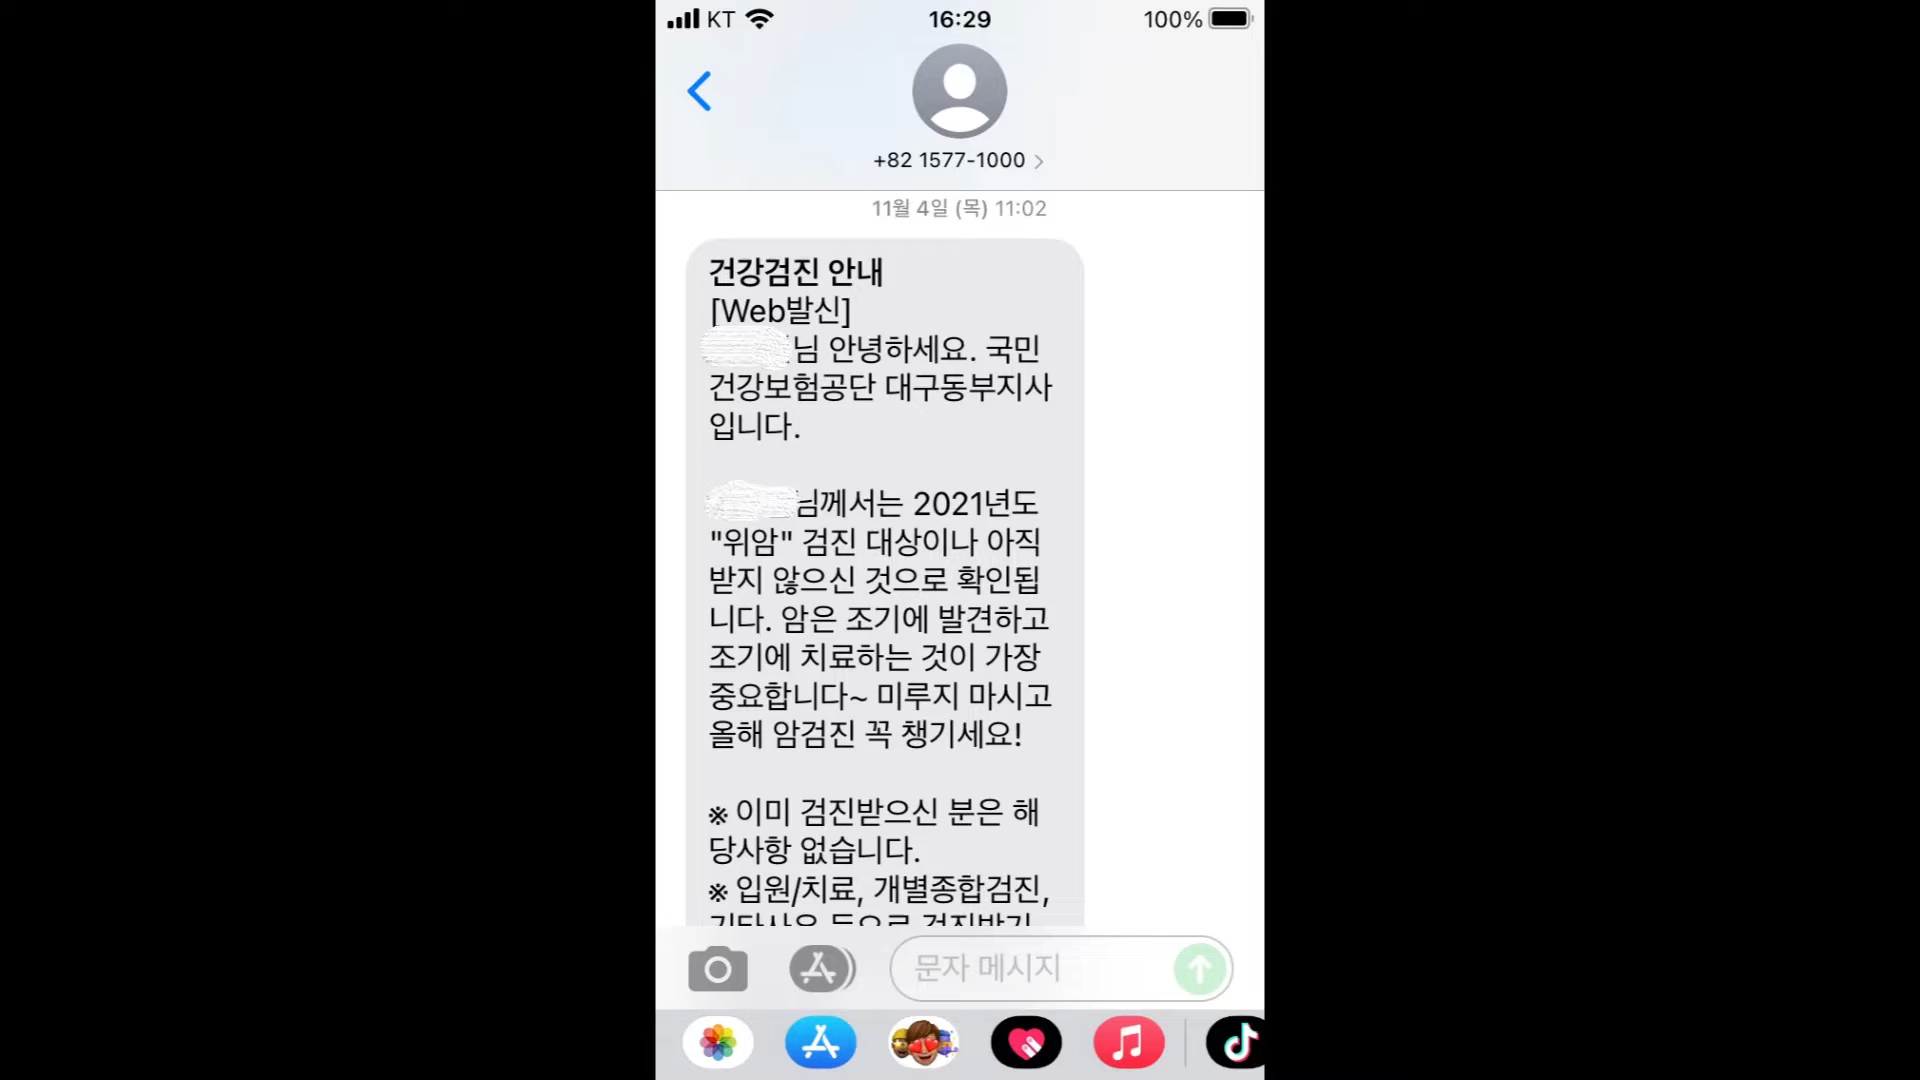 KT
16:29
100%
+82 1577-1000
11월 4일 (목) 11:02
건강검진 안내
[Web발신]
님 안녕하세요. 국민
건강보험공단 대구동부지사
입니다.
님께서는 2021년도
"위암" 검진 대상이나 아직
받지 않으신 것으로 확인됩
니다. 암은 조기에 발견하고
조기에 치료하는 것이 가장
중요합니다~ 미루지 마시고
올해 암검진 꼭 챙기세요!
※ 이미 검진받으신 분은 해
당사항 없습니다.
※ 입원/치료, 개별종합검진,
문자 메시지